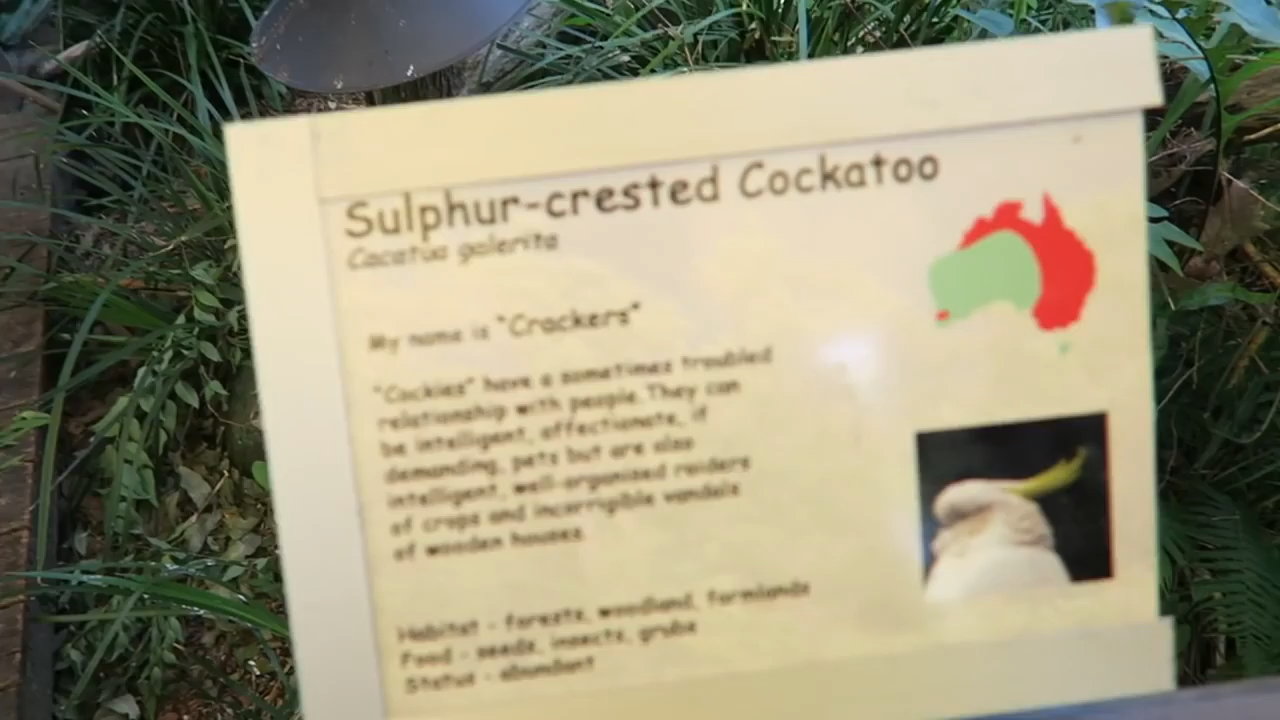 Sulphur-crested Cockatoo
Cacatua galerita
My name is "Crackers"
"Cockies" have a sometimes troubled
relationship with people. They can
be intelligent, affectionate, if
demanding, pets but are also
intelligent, well-organised raiders
of crops and incorrigible vandals
of wooden houses.
Habitat - forests, woodland, farmlands
Food - seeds, insects, grubs
Status - abundant